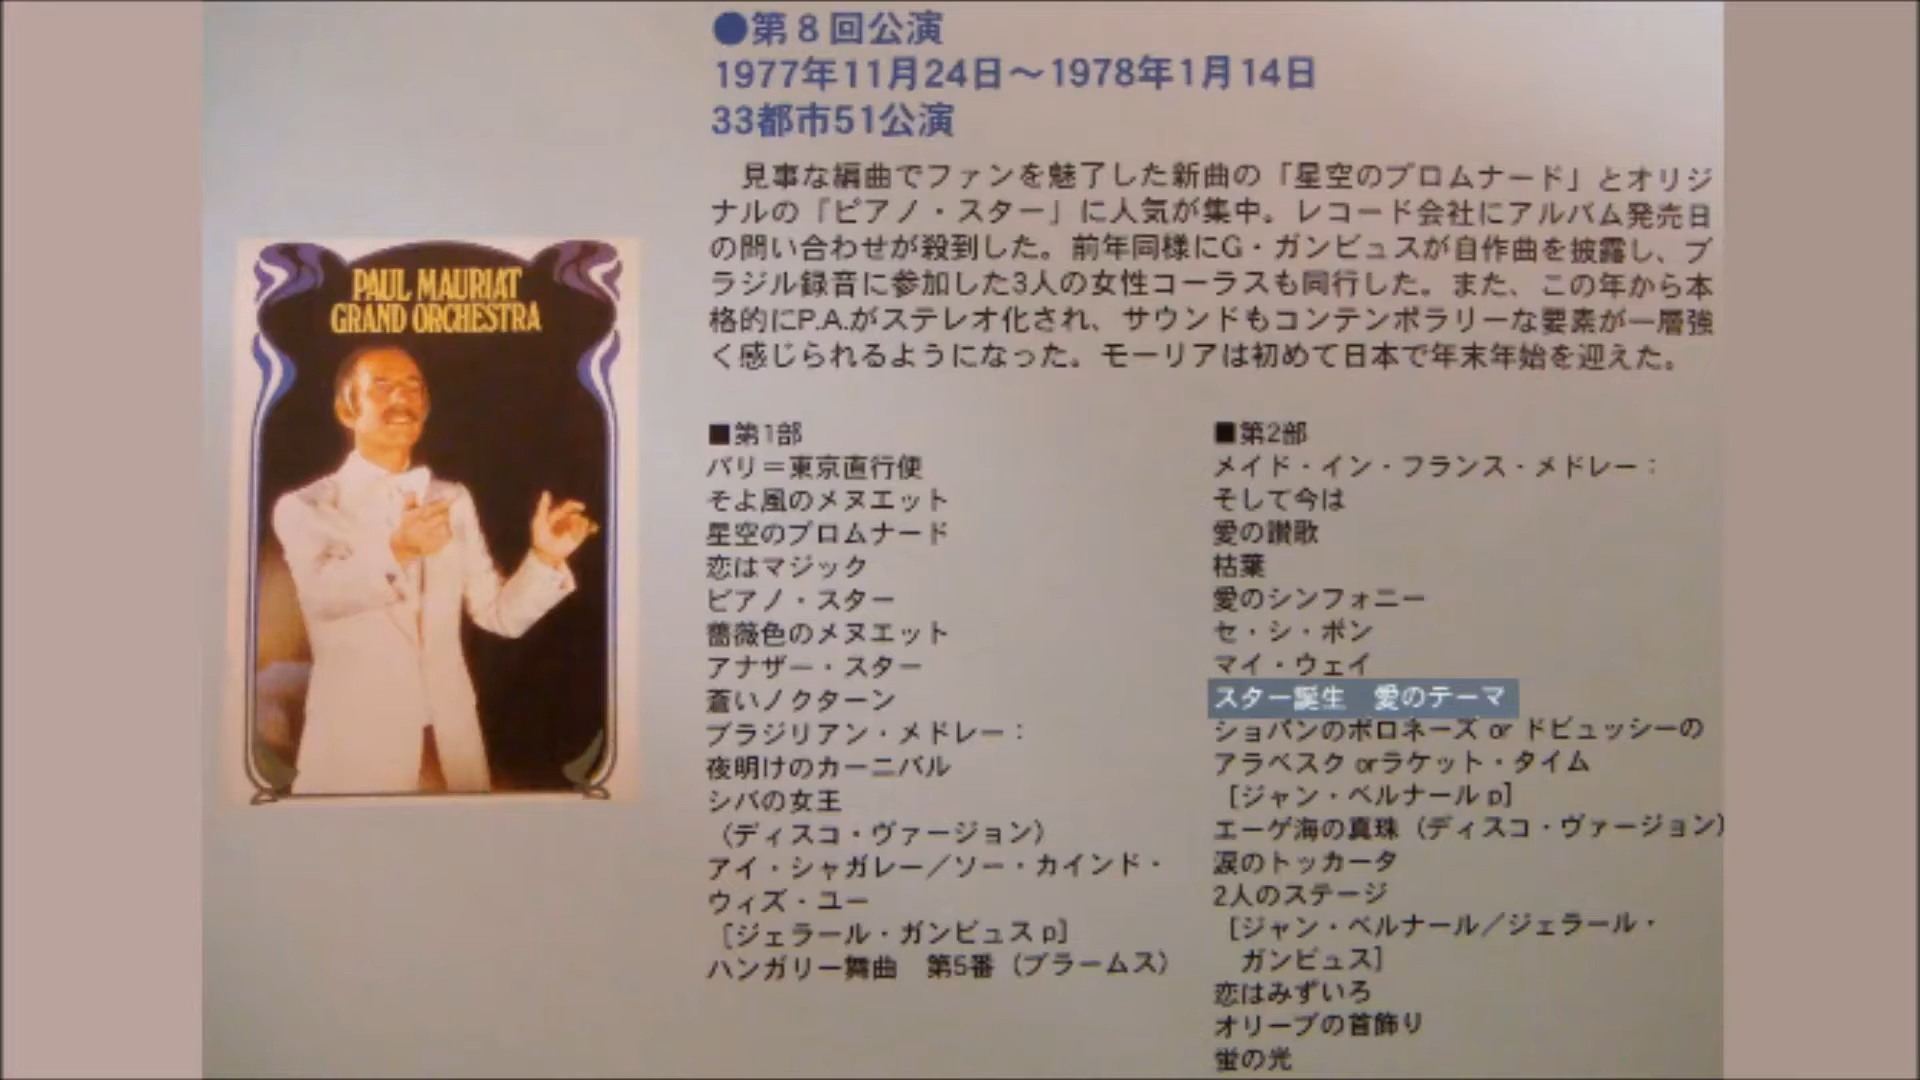 ●第8回公演
1977年11月24日～1978年1月14日
33都市51公演
見事な編曲でファンを魅了した新曲の「星空のプロムナード」とオリジ
ナルの「ピアノ・スター」に人気が集中。レコード会社にアルバム発売日
の問い合わせが殺到した。前年同様にG・ガンビュスが自作曲を披露し、ブ
ラジル録音に参加した3人の女性コーラスも同行した。また、この年から本
格的にP.A.がステレオ化され、サウンドもコンテンポラリーな要素が一層強
く感じられるようになった。モーリアは初めて日本で年末年始を迎えた。
PAUL MAURIAT
GRAND ORCHESTRA
■第1部
パリ＝東京直行便
そよ風のメヌエット
星空のプロムナード
恋はマジック
ピアノ・スター
薔薇色のメヌエット
アナザー・スター
蒼いノクターン
ブラジリアン・メドレー：
夜明けのカーニバル
シバの女王
（ディスコ・ヴァージョン）
アイ・シャガレー／ソー・カインド・
ウィズ・ユー
［ジェラール・ガンビュス p］
ハンガリー舞曲　第5番（ブラームス）
■第2部
メイド・イン・フランス・メドレー：
そして今は
愛の讃歌
枯葉
愛のシンフォニー
セ・シ・ボン
マイ・ウェイ
スター誕生　愛のテーマ
ショパンのポロネーズ or ドビュッシーの
アラベスク orラケット・タイム
［ジャン・ベルナール p］
エーゲ海の真珠（ディスコ・ヴァージョン）
涙のトッカータ
2人のステージ
［ジャン・ベルナール／ジェラール・
ガンビュス］
恋はみずいろ
オリーブの首飾り
蛍の光